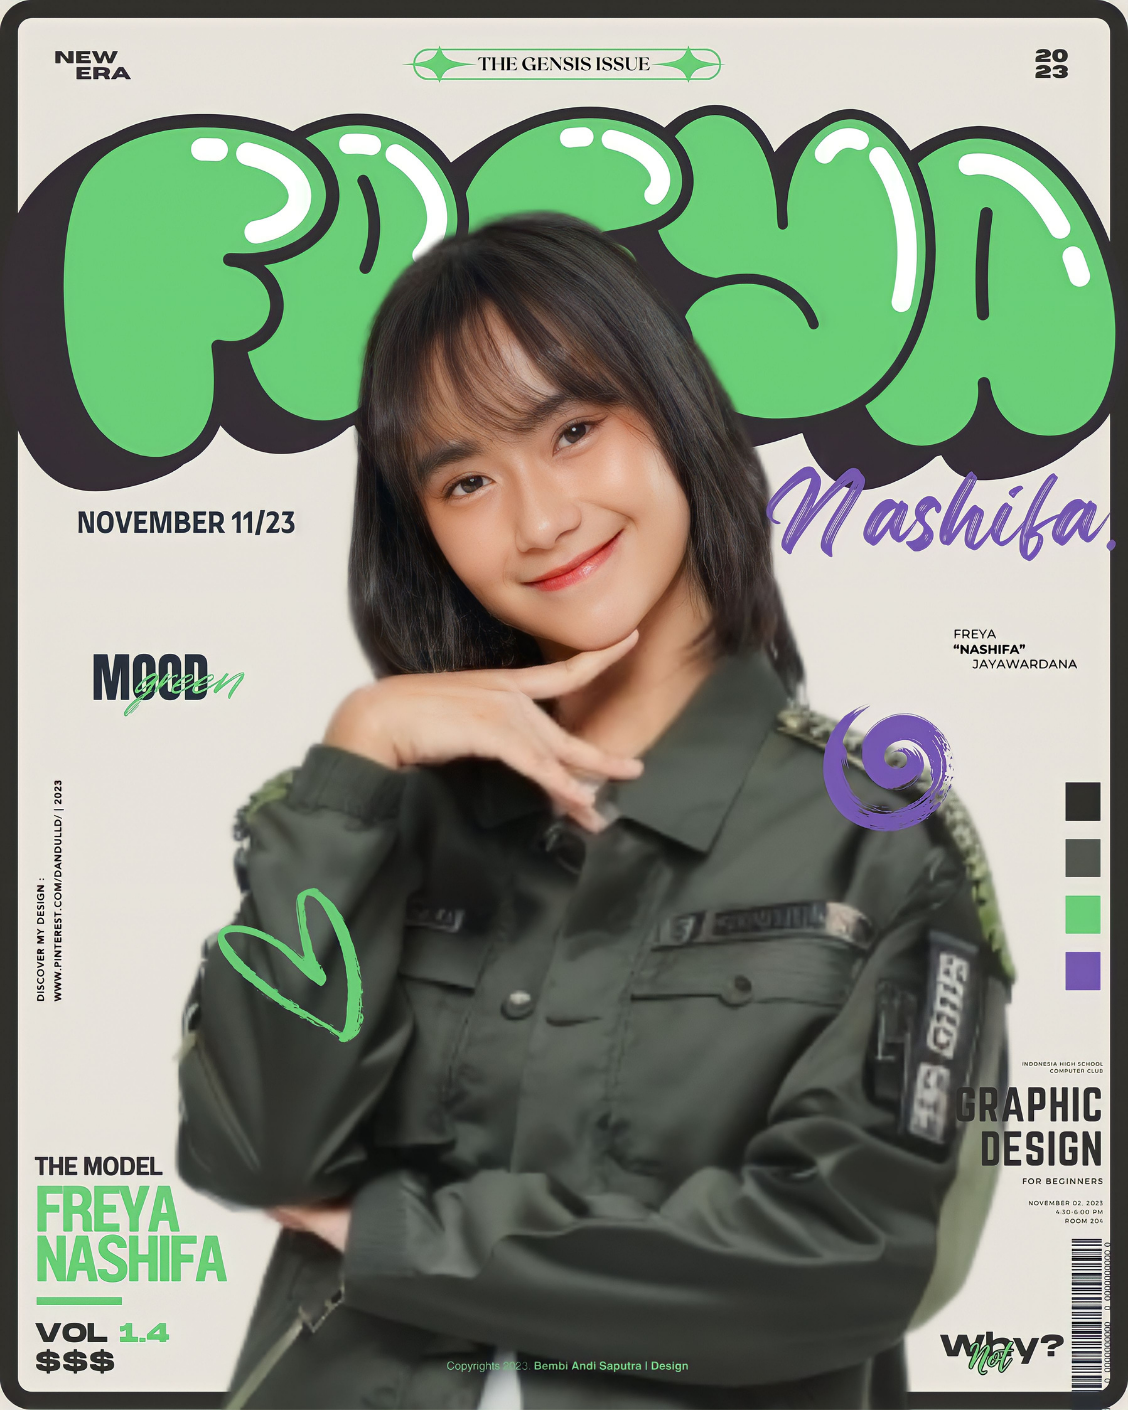 NEW
ERA
THE GENSIS ISSUE
20
23
FREYA
Nashifa.
NOVEMBER 11/23
FREYA
“NASHIFA”
JAYAWARDANA
MOOD
green
DISCOVER MY DESIGN :
WWW.PINTEREST.COM/DANDULLD/ | 2023
INDONESIA HIGH SCHOOL
COMPUTER CLUB
GRAPHIC
DESIGN
FOR BEGINNERS
NOVEMBER 02, 2023
4:30-6:00 PM
ROOM 204
THE MODEL
FREYA
NASHIFA
VOL 1.4
$$$
Copyrights 2023. Bembi Andi Saputra | Design
Why?
Not